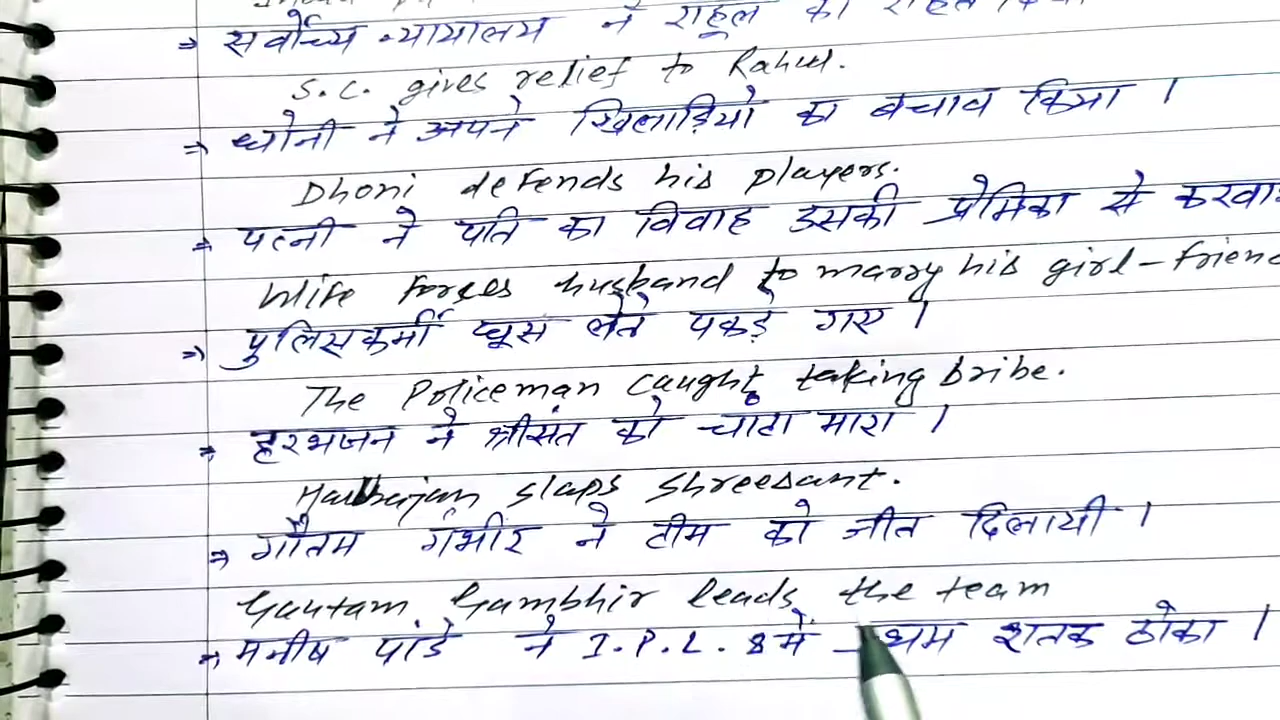 ⇒ सर्वोच्य न्यायालय ने राहूल को राहत
S.C. gives relief to Rahul.
⇒ धोनी ने अपने खिलाड़ियो का बचाव किया ।
Dhoni defends his players.
⇒ पत्नी ने पति का विवाह उसकी प्रेमिका से
Wife forces husband to marry his girl-friend
⇒ पुलिसकर्मी घूस लेते पकड़े गए ।
The Policeman caught taking bribe.
⇒ हरभजन ने श्रीसंत को चाटा मारा ।
Harbhajan slaps Shreesant.
⇒ गौतम गंभीर ने टीम को जीत दिलायी ।
Gautam Gambhir leads the team
⇒ मनीष पांडे ने I.P.L. 8 में शतक ठोका ।